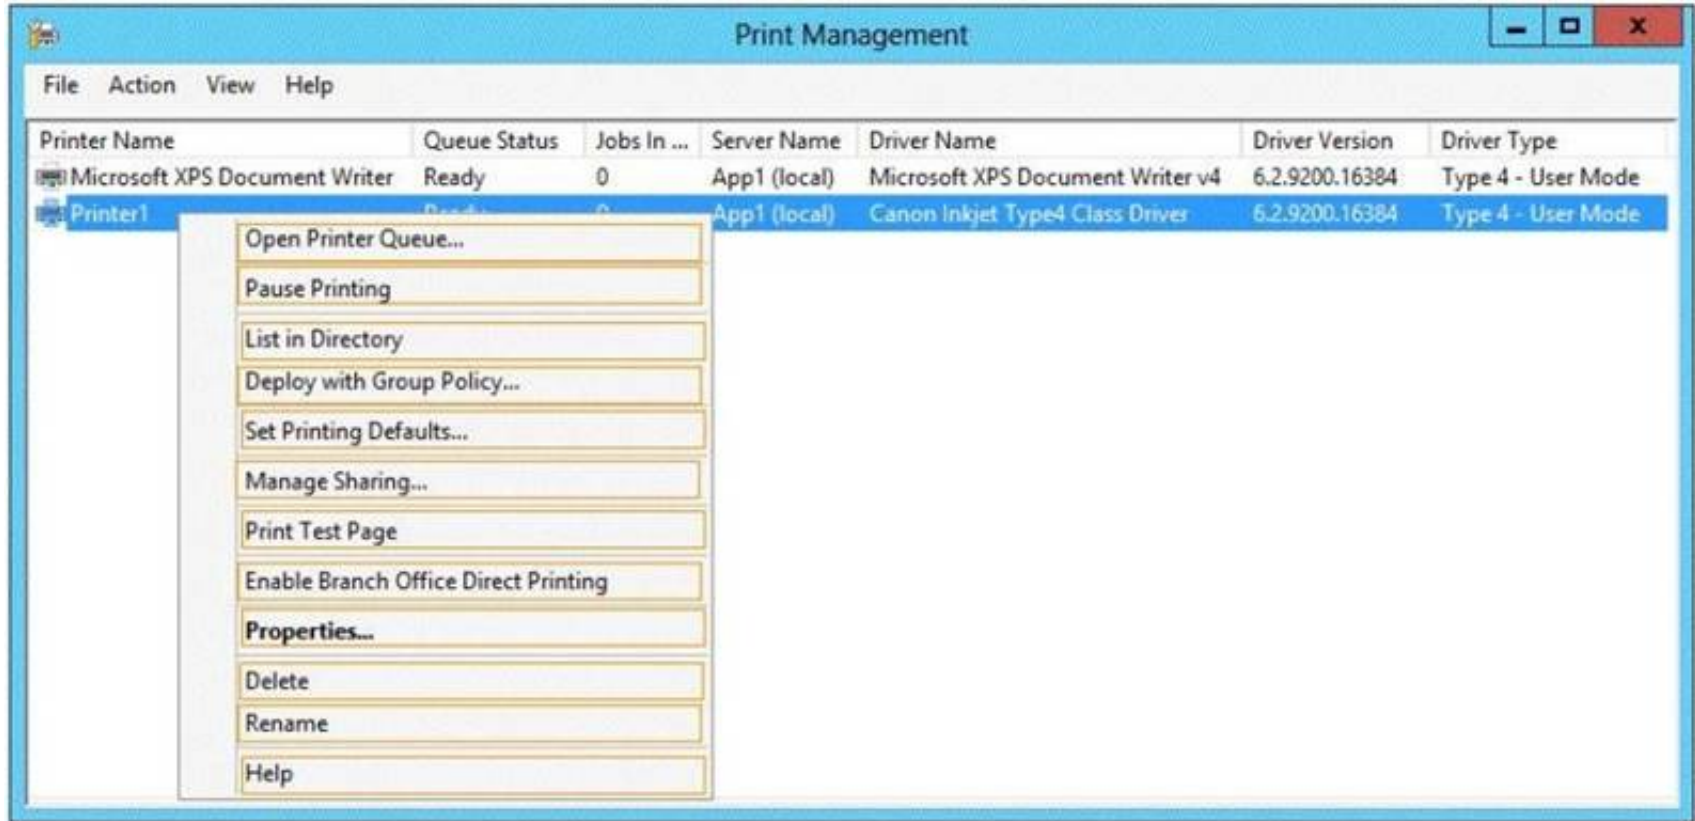 Print Management
File Action View Help
Printer Name Queue Status Jobs In ... Server Name Driver Name Driver Version Driver Type
Microsoft XPS Document Writer Ready 0 App1 (local) Microsoft XPS Document Writer v4 6.2.9200.16384 Type 4 - User Mode
Printer1 Ready 0 App1 (local) Canon Inkjet Type4 Class Driver 6.2.9200.16384 Type 4 - User Mode
Open Printer Queue...
Pause Printing
List in Directory
Deploy with Group Policy...
Set Printing Defaults...
Manage Sharing...
Print Test Page
Enable Branch Office Direct Printing
Properties...
Delete
Rename
Help